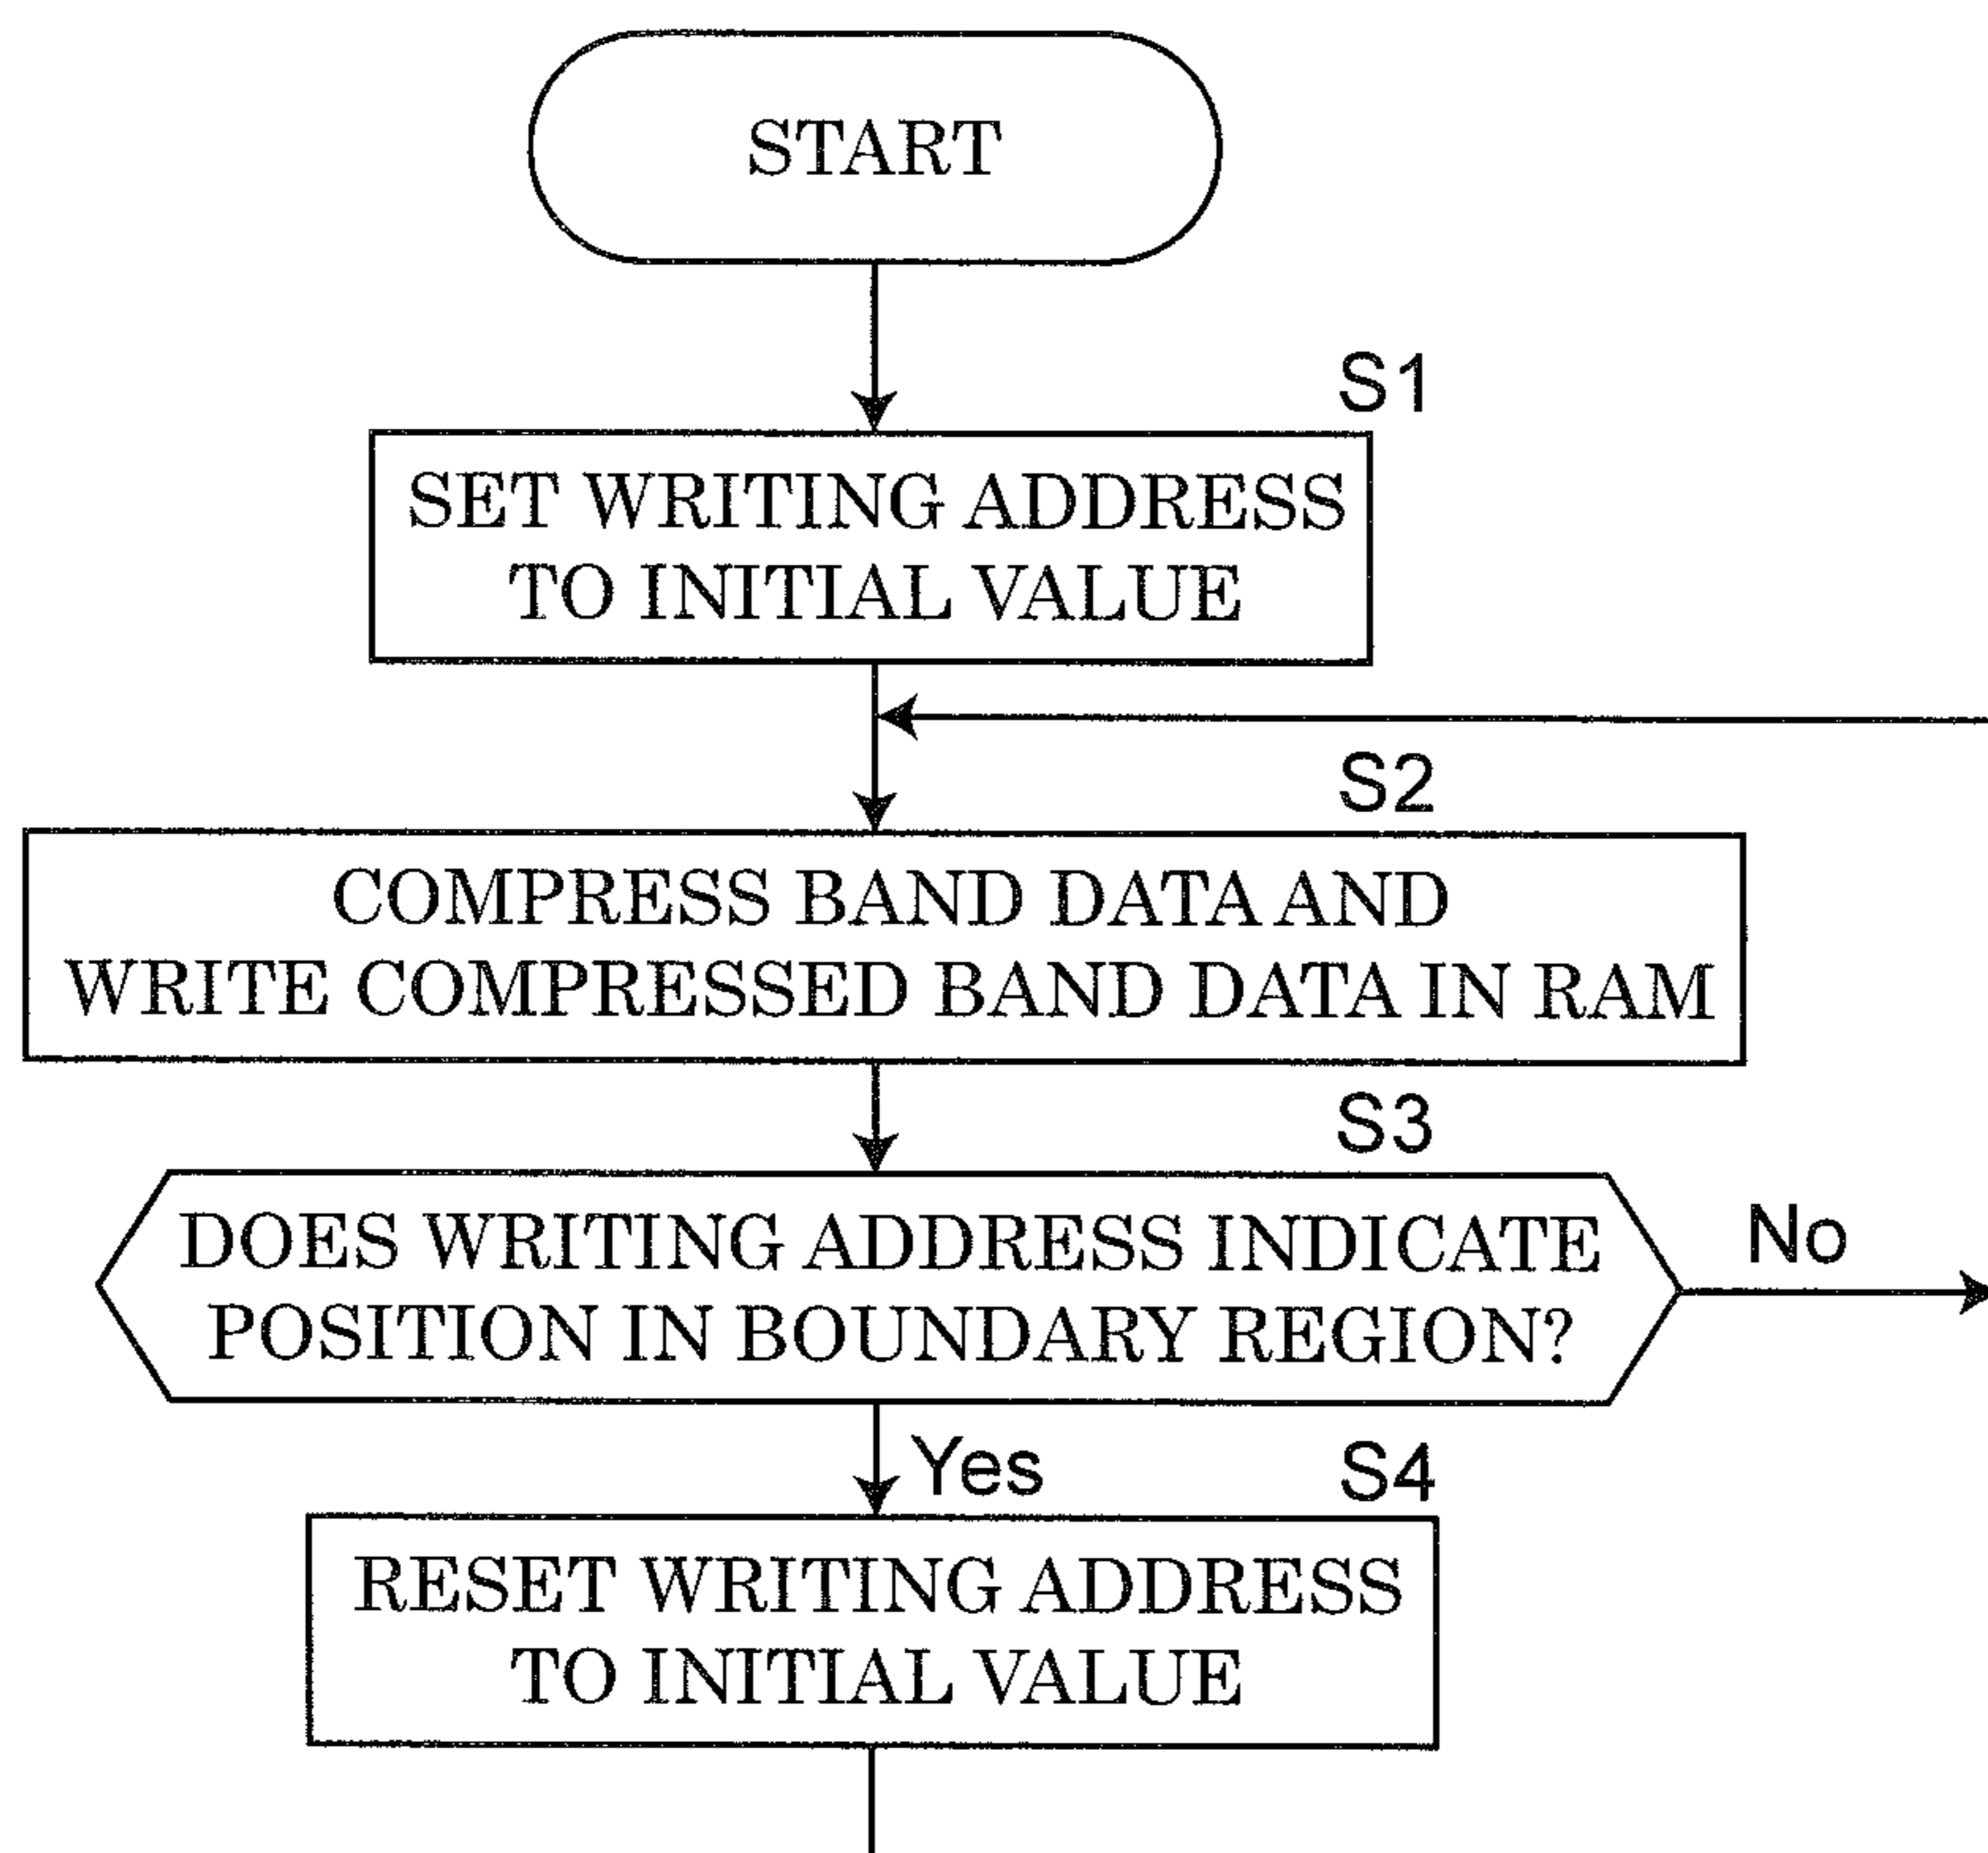 START
S1
SET WRITING ADDRESS
TO INITIAL VALUE
S2
COMPRESS BAND DATA AND
WRITE COMPRESSED BAND DATA IN RAM
S3
DOES WRITING ADDRESS INDICATE
POSITION IN BOUNDARY REGION?
No
Yes
S4
RESET WRITING ADDRESS
TO INITIAL VALUE